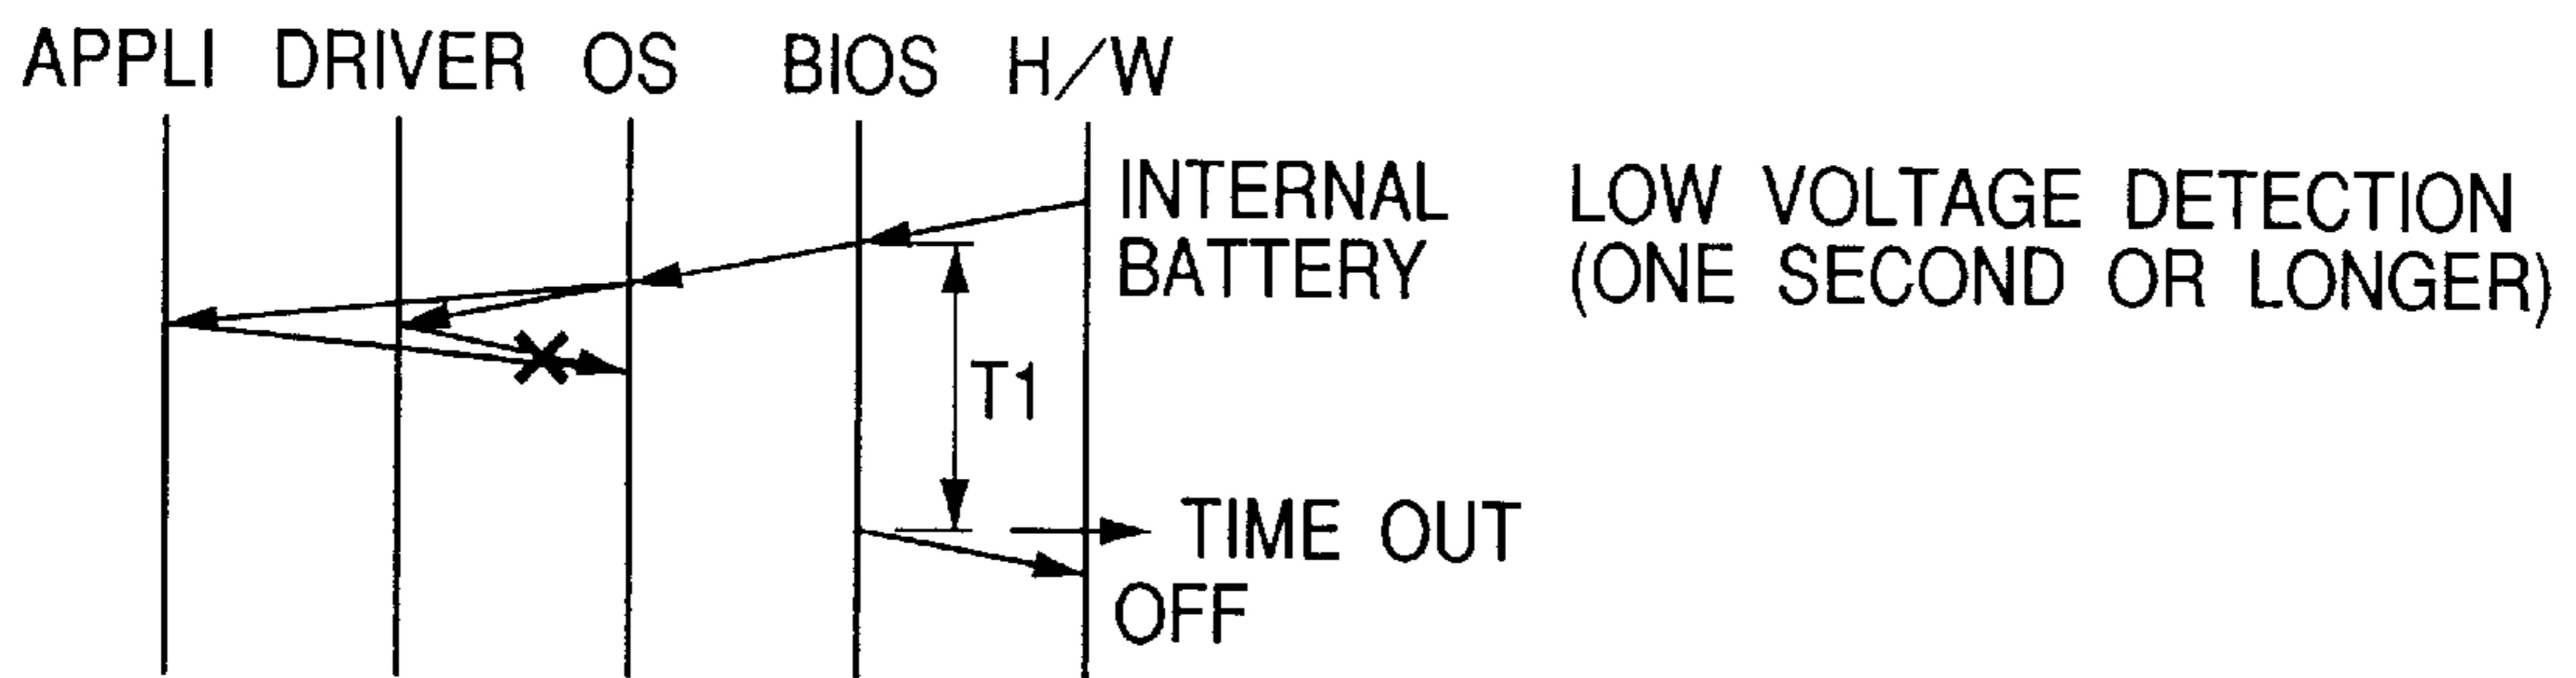 APPLI DRIVER OS BIOS H/W
INTERNAL BATTERY
LOW VOLTAGE DETECTION
(ONE SECOND OR LONGER)
T1
TIME OUT
OFF